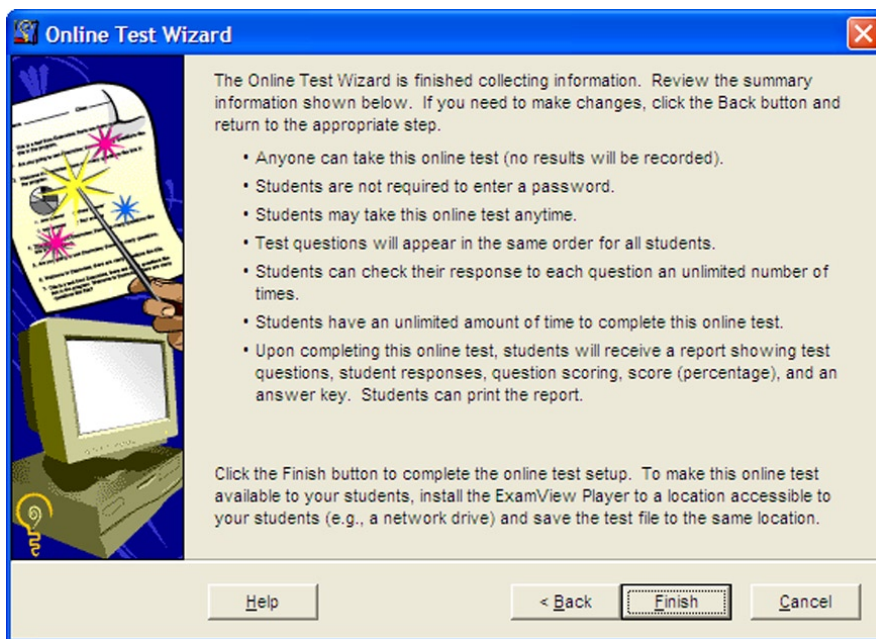 Online Test Wizard
The Online Test Wizard is finished collecting information. Review the summary
information shown below. If you need to make changes, click the Back button and
return to the appropriate step.
• Anyone can take this online test (no results will be recorded).
• Students are not required to enter a password.
• Students may take this online test anytime.
• Test questions will appear in the same order for all students.
• Students can check their response to each question an unlimited number of
times.
• Students have an unlimited amount of time to complete this online test.
• Upon completing this online test, students will receive a report showing test
questions, student responses, question scoring, score (percentage), and an
answer key. Students can print the report.
Click the Finish button to complete the online test setup. To make this online test
available to your students, install the ExamView Player to a location accessible to
your students (e.g., a network drive) and save the test file to the same location.
Help
< Back
Finish
Cancel